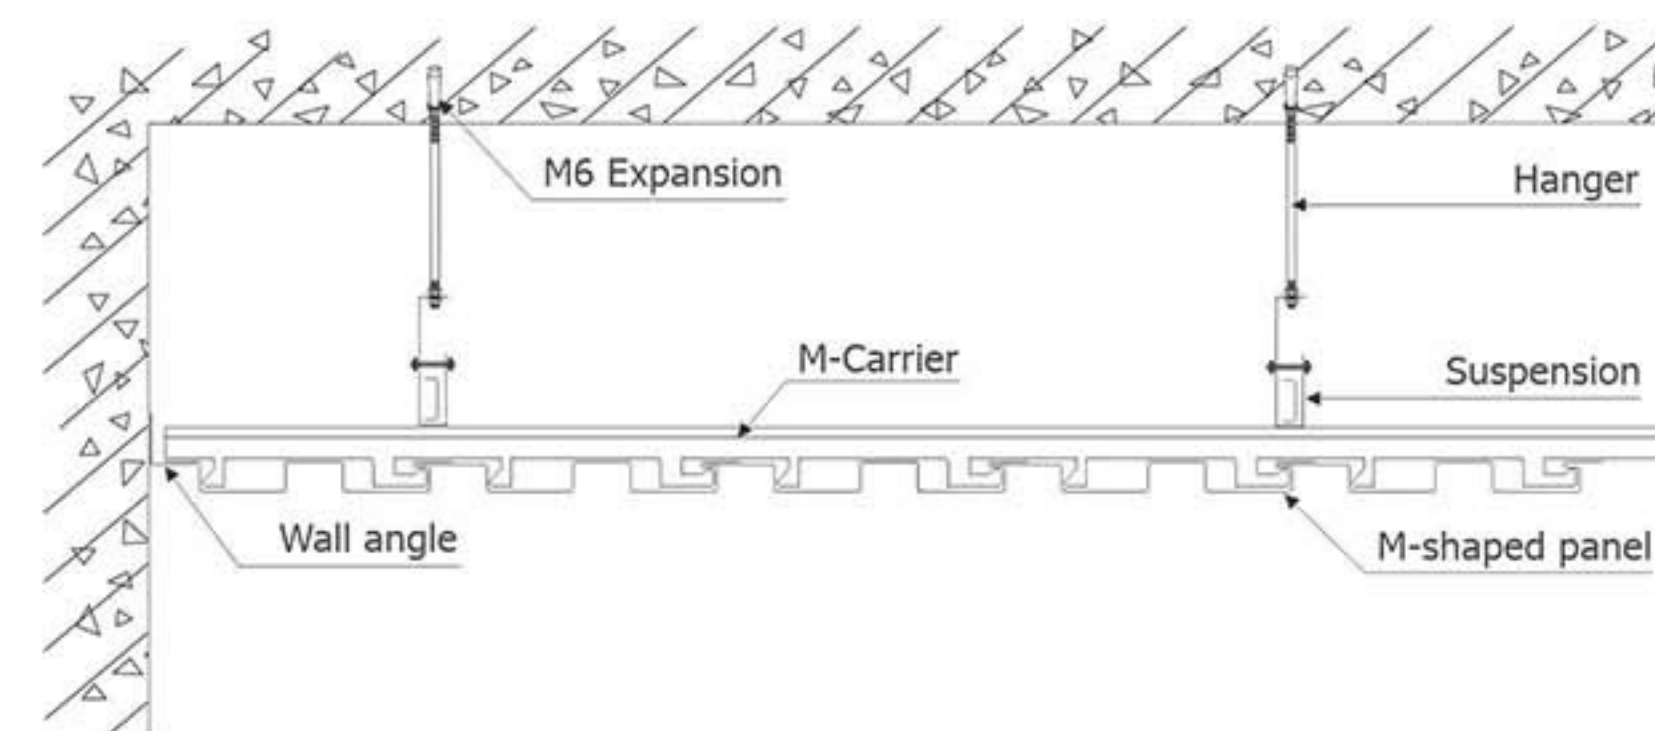 M6 Expansion
Hanger
M-Carrier
Suspension
Wall angle
M-shaped panel